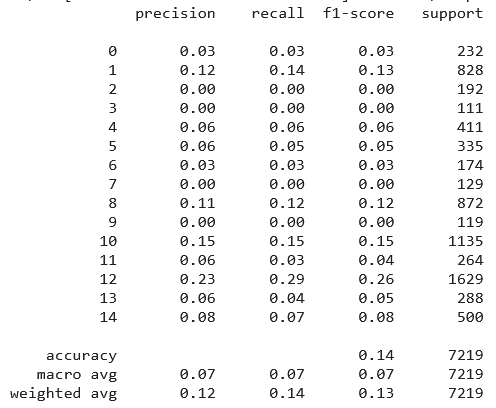 precision recall f1-score support
0 0.03 0.03 0.03 232
1 0.12 0.14 0.13 828
2 0.00 0.00 0.00 192
3 0.00 0.00 0.00 111
4 0.06 0.06 0.06 411
5 0.06 0.05 0.05 335
6 0.03 0.03 0.03 174
7 0.00 0.00 0.00 129
8 0.11 0.12 0.12 872
9 0.00 0.00 0.00 119
10 0.15 0.15 0.15 1135
11 0.06 0.03 0.04 264
12 0.23 0.29 0.26 1629
13 0.06 0.04 0.05 288
14 0.08 0.07 0.08 500
accuracy 0.14 7219
macro avg 0.07 0.07 0.07 7219
weighted avg 0.12 0.14 0.13 7219